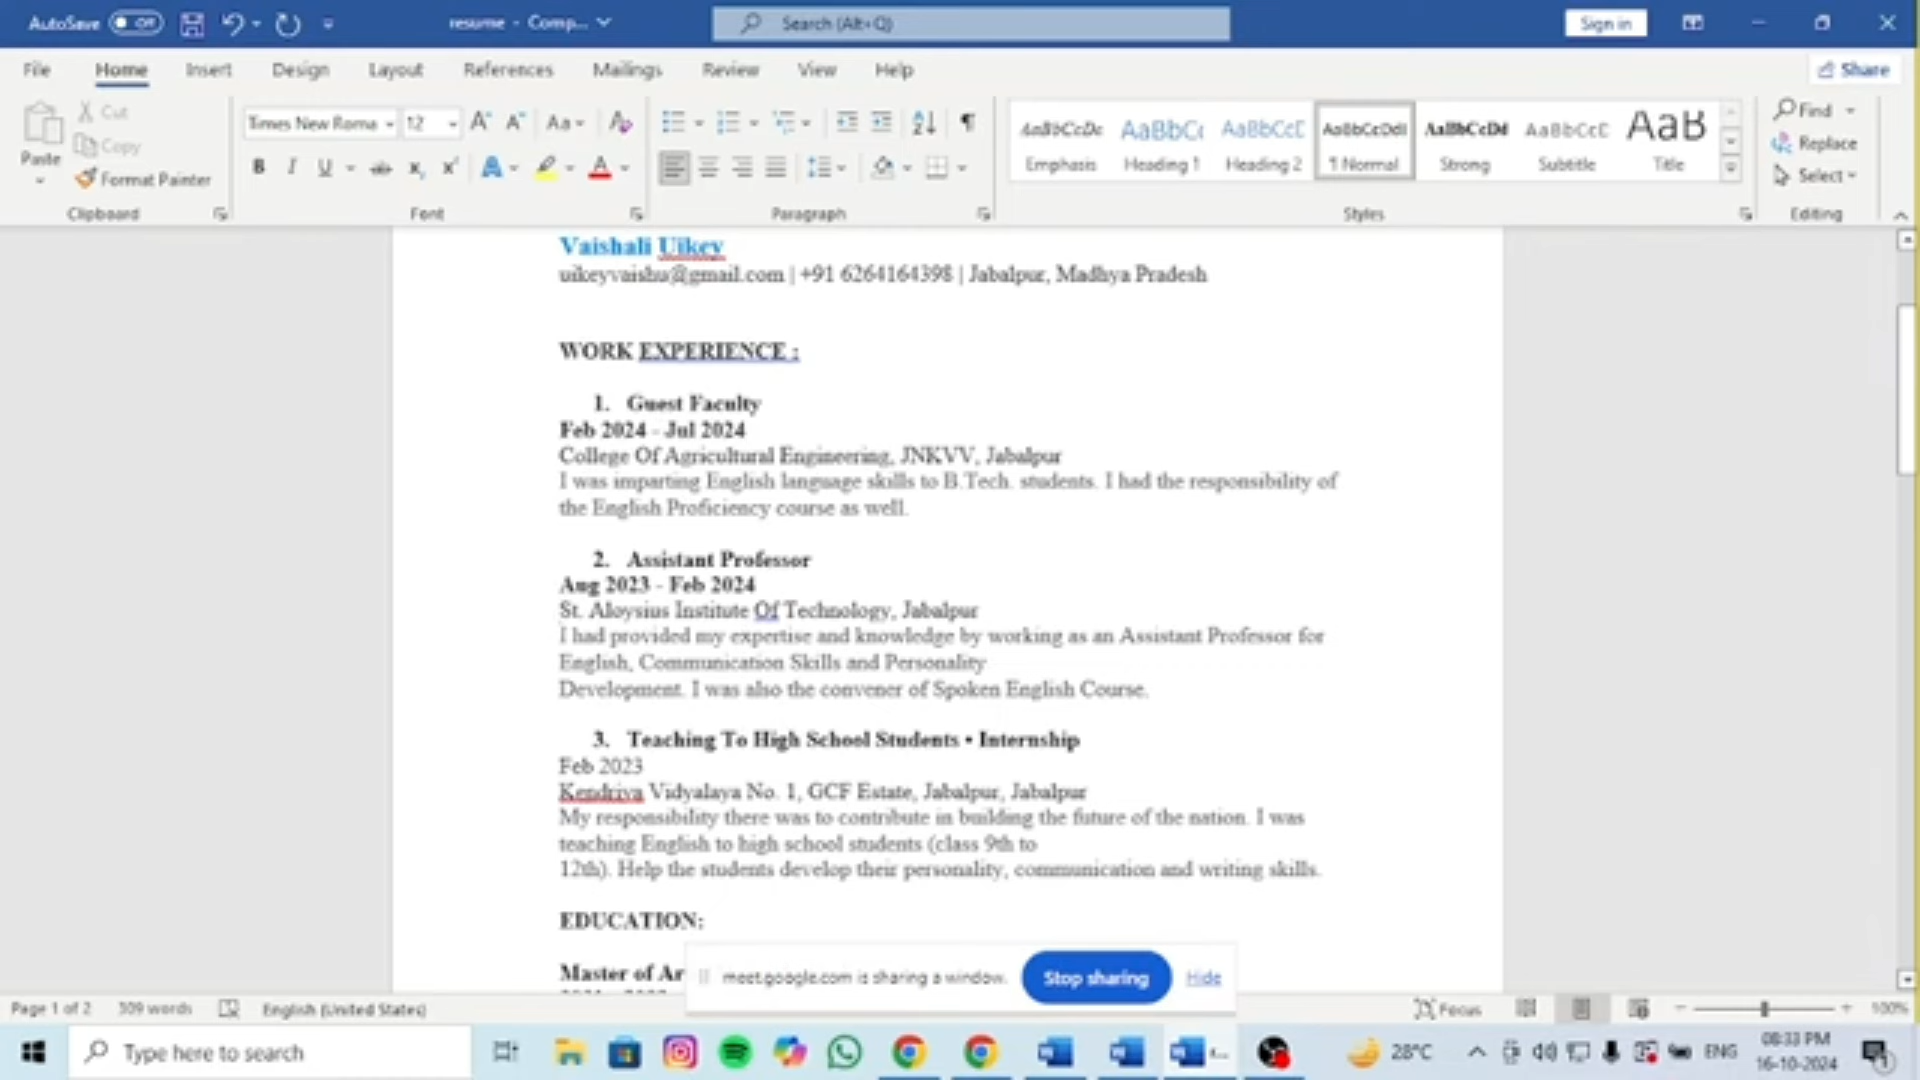 AutoSave Off resume - Comp... Search (Alt+Q) Sign in
File Home Insert Design Layout References Mailings Review View Help Share
Paste Cut Copy Format Painter Clipboard
Times New Roma 12 Aa Font
Paragraph
AaBbCcDc AaBbCc AaBbCcE AaBbCcDdI AaBbCcDd AaBbCcE AaB
Emphasis Heading 1 Heading 2 ¶ Normal Strong Subtitle Title
Styles
Find Replace Select Editing
Vaishali Uikey
uikeyvaishu@gmail.com | +91 6264164398 | Jabalpur, Madhya Pradesh
WORK EXPERIENCE :
1. Guest Faculty
Feb 2024 - Jul 2024
College Of Agricultural Engineering, JNKVV, Jabalpur
I was imparting English language skills to B.Tech. students. I had the responsibility of
the English Proficiency course as well.
2. Assistant Professor
Aug 2023 - Feb 2024
St. Aloysius Institute Of Technology, Jabalpur
I had provided my expertise and knowledge by working as an Assistant Professor for
English, Communication Skills and Personality
Development. I was also the convener of Spoken English Course.
3. Teaching To High School Students • Internship
Feb 2023
Kendriya Vidyalaya No. 1, GCF Estate, Jabalpur, Jabalpur
My responsibility there was to contribute in building the future of the nation. I was
teaching English to high school students (class 9th to
12th). Help the students develop their personality, communication and writing skills.
EDUCATION:
Master of Ar
meet.google.com is sharing a window. Stop sharing Hide
Page 1 of 2 309 words English (United States) Focus 100%
Type here to search 28°C ENG 08:33 PM
16-10-2024